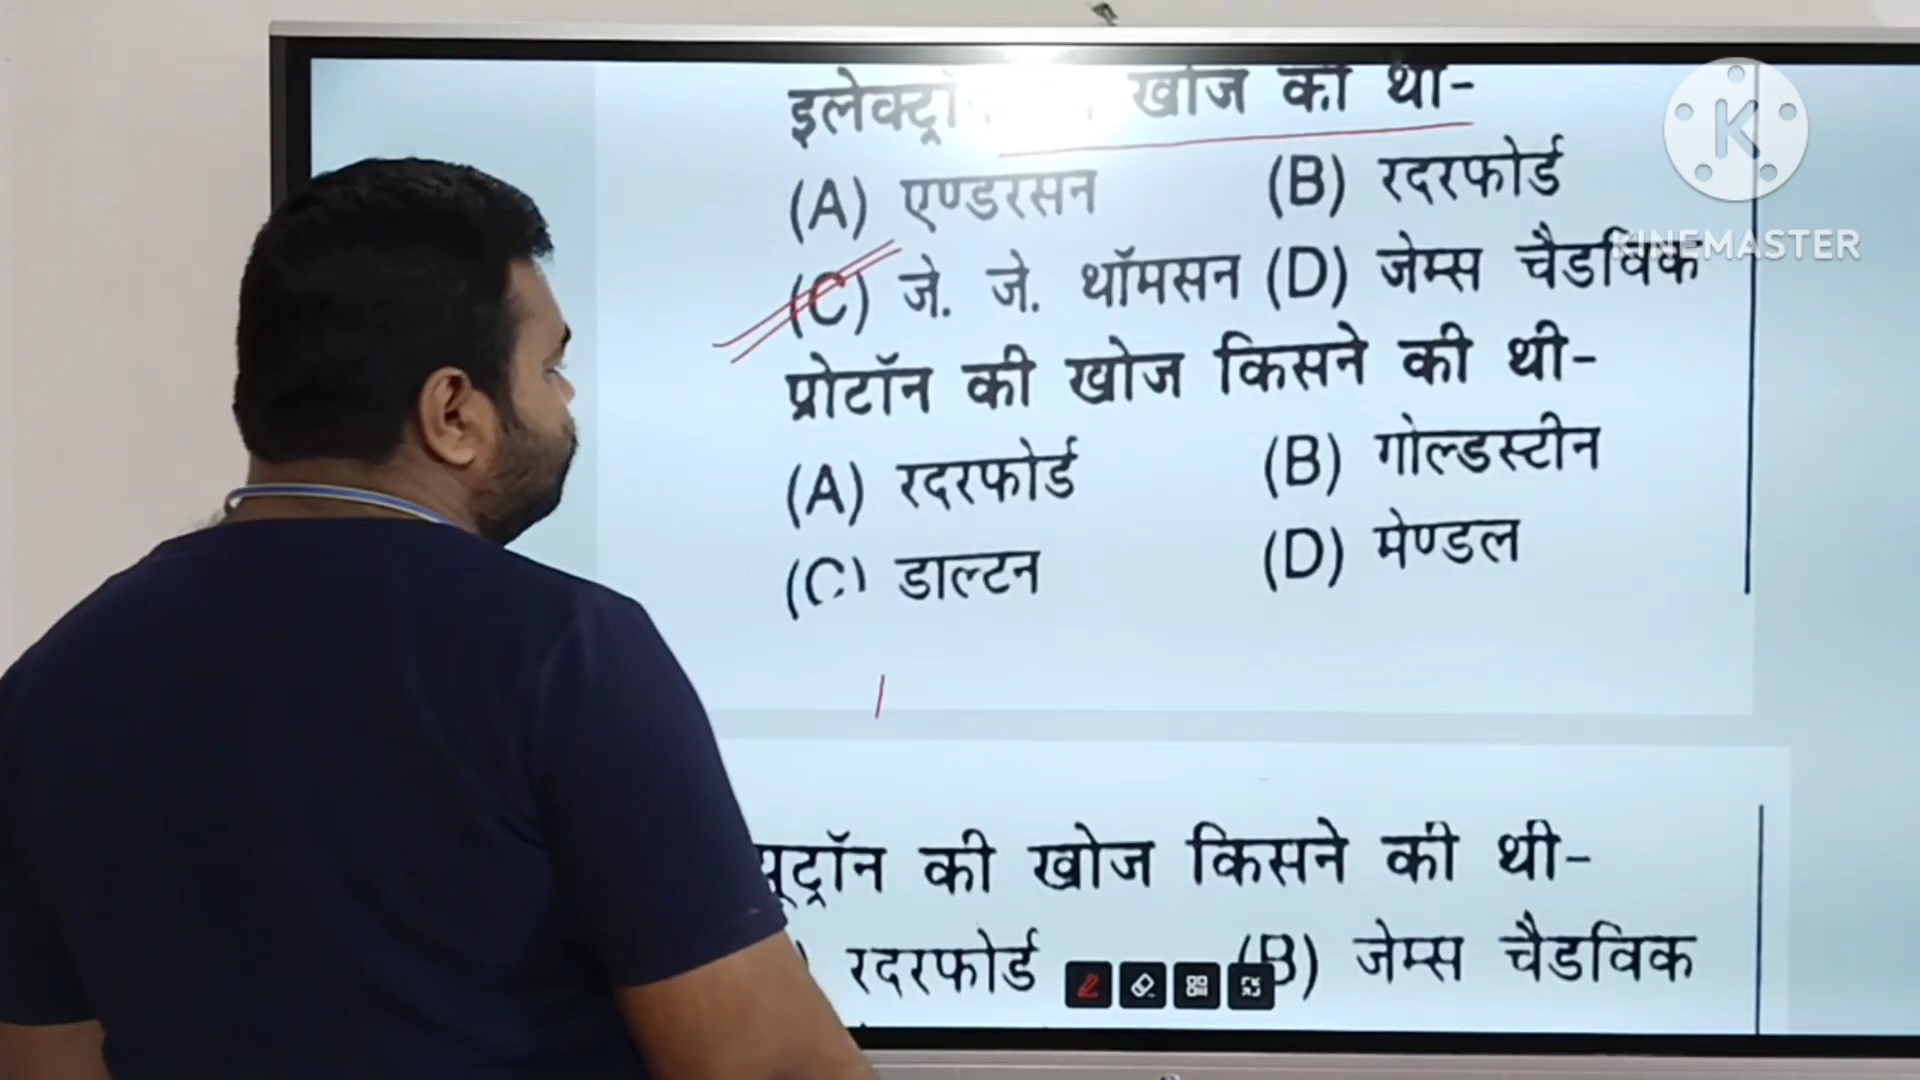 खोज की थी-
(A) एण्डरसन (B) रदरफोर्ड
(C) जे. जे. थॉमसन (D) जेम्स चैडविक
प्रोटॉन की खोज किसने की थी-
(A) रदरफोर्ड (B) गोल्डस्टीन
(C) डाल्टन (D) मेण्डल
की खोज किसने की थी-
रदरफोर्ड (B) जेम्स चैडविक
K
KINEMASTER